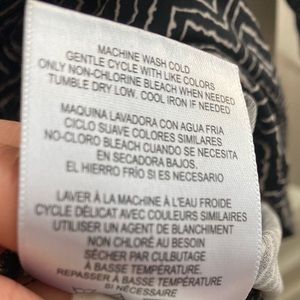 MACHINE WASH COLD
GENTLE CYCLE WITH LIKE COLORS
ONLY NON-CHLORINE BLEACH WHEN NEEDED
TUMBLE DRY LOW. COOL IRON IF NEEDED
MAQUINA LAVADORA CON AGUA FRIA
CICLO SUAVE COLORES SIMILARES
NO-CLORO BLEACH CUANDO SE NECESITA
EN SECADORA BAJOS.
EL HIERRO FRÍO SI ES NECESARIO
LAVER À LA MACHINE À L'EAU FROIDE
CYCLE DÉLICAT AVEC COULEURS SIMILAIRES
UTILISER UN AGENT DE BLANCHIMENT
NON CHLORÉ AU BESOIN
SÉCHER PAR CULBUTAGE
À BASSE TEMPÉRATURE.
REPASSER À BASSE TEMPÉRATURE
SI NÉCESSAIRE